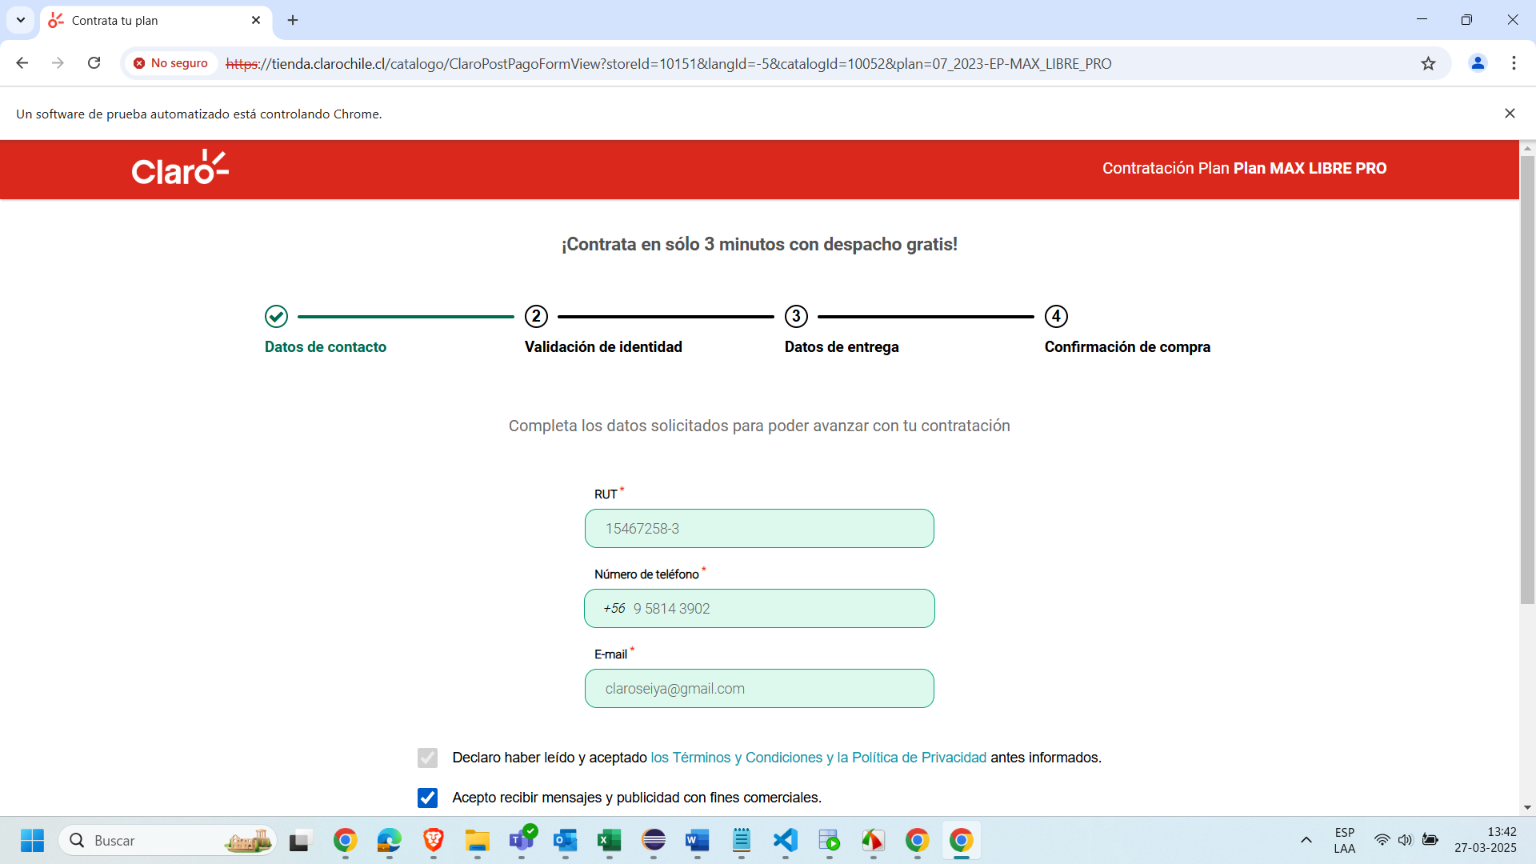 Contrata tu plan
No seguro
https://tienda.clarochile.cl/catalogo/ClaroPostPagoFormView?storeId=10151&langId=-5&catalogId=10052&plan=07_2023-EP-MAX_LIBRE_PRO
Un software de prueba automatizado está controlando Chrome.
Claro
Contratación Plan Plan MAX LIBRE PRO
¡Contrata en sólo 3 minutos con despacho gratis!
2 3 4
Datos de contacto Validación de identidad Datos de entrega Confirmación de compra
Completa los datos solicitados para poder avanzar con tu contratación
RUT *
15467258-3
Número de teléfono *
+56 9 5814 3902
E-mail *
claroseiya@gmail.com
Declaro haber leído y aceptado los Términos y Condiciones y la Política de Privacidad antes informados.
Acepto recibir mensajes y publicidad con fines comerciales.
Buscar
ESP
LAA
13:42
27-03-2025